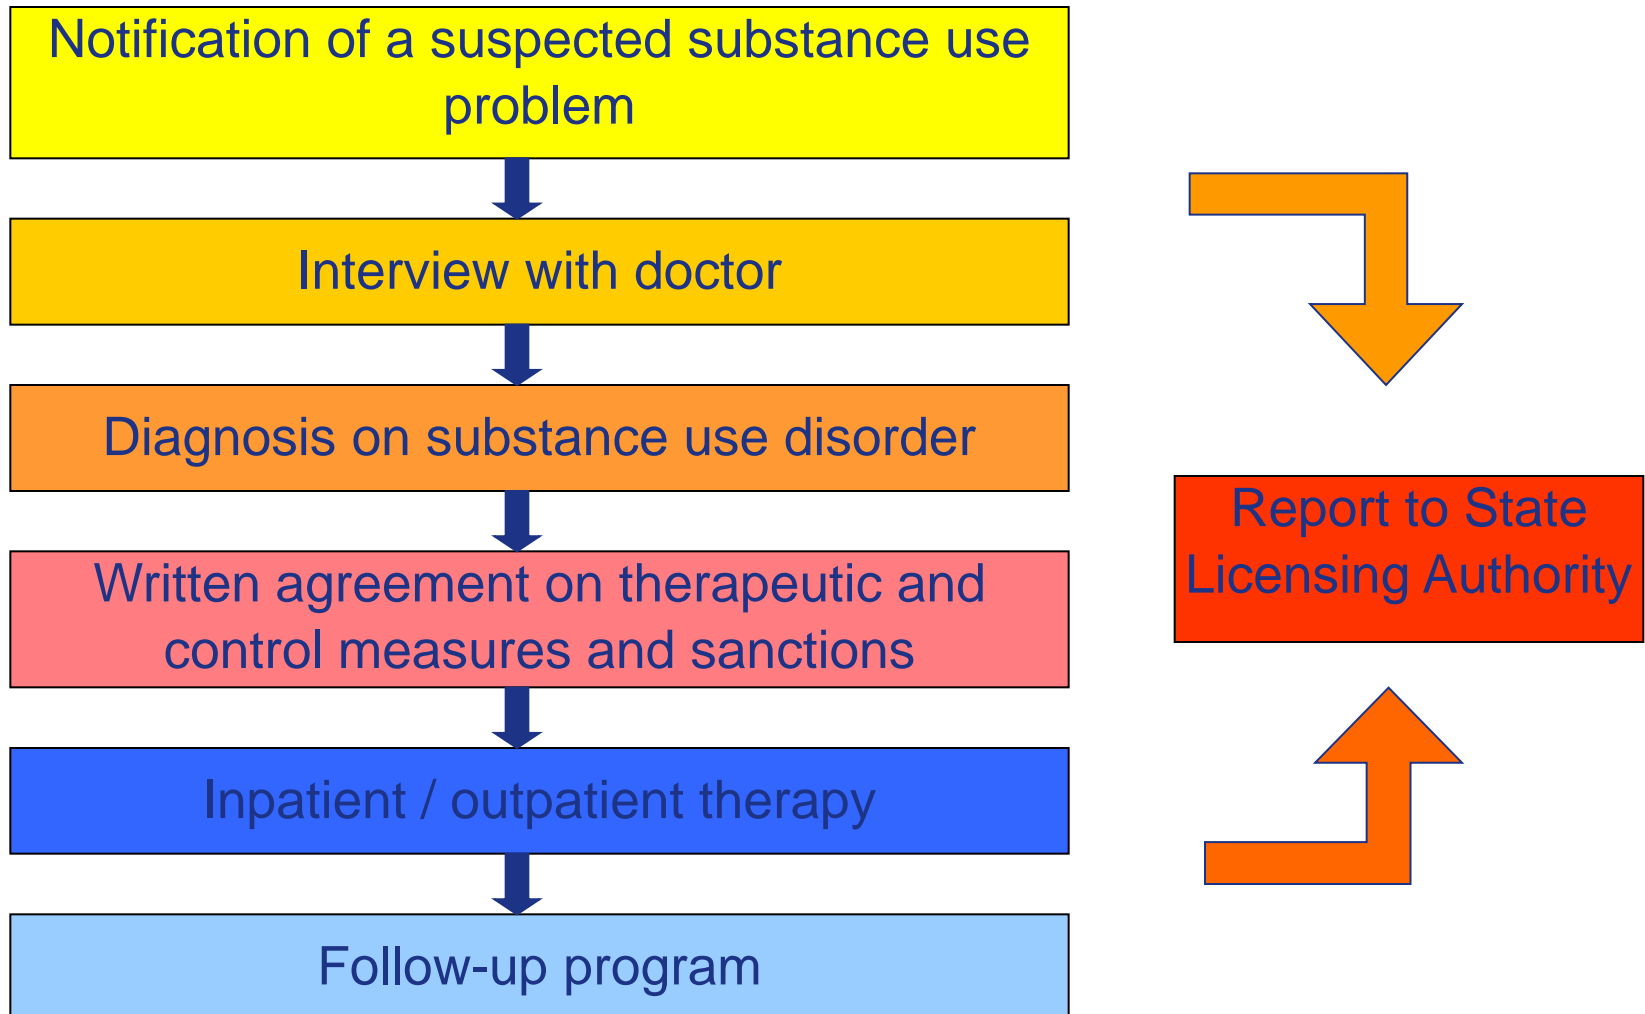 Notification of a suspected substance use
problem
Interview with doctor
Diagnosis on substance use disorder
Written agreement on therapeutic and
control measures and sanctions
Inpatient / outpatient therapy
Follow-up program
Report to State
Licensing Authority